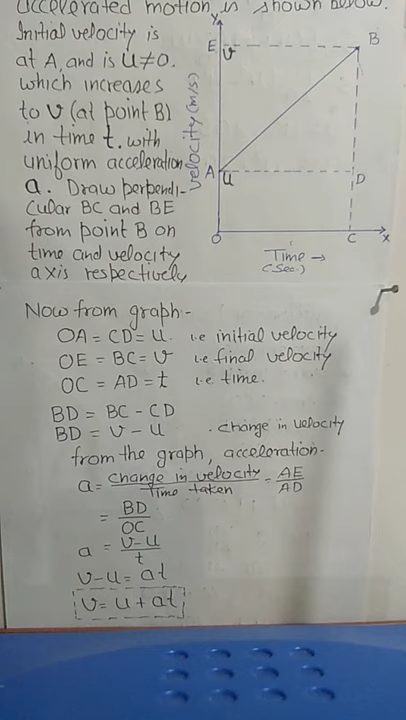 accelerated motion is shown below.
Initial velocity is
at A, and is U≠0.
which increases
to v (at point B)
in time t. with
uniform acceleration
a. Draw perpendi-
cular BC and BE
from point B on
time and velocity
axis respectively
Y
E v
B
velocity (m/s)
A
U
D
O
C
X
Time →
(Sec.)
Now from graph -
OA = CD = U. i.e initial velocity
OE = BC = v i.e final velocity
OC = AD = t i.e. time.
BD = BC - CD
BD = v - u . change in velocity
from the graph, acceleration -
a = change in velocity / Time taken = AE / AD
= BD / OC
a = v-u / t
v-u = at
v = u + at